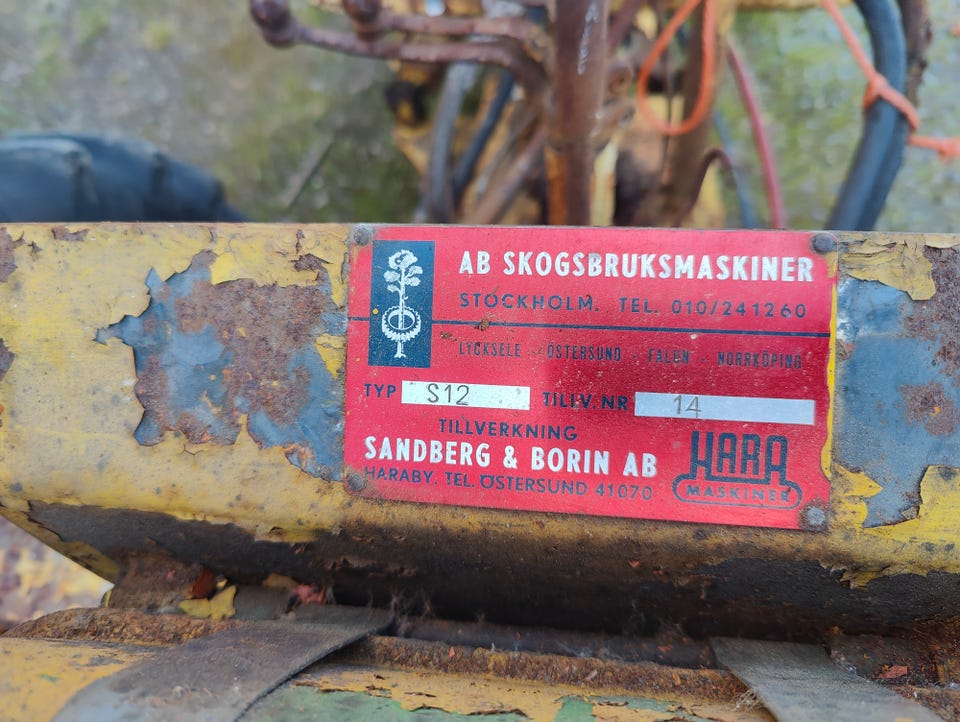 AB SKOGSBRUKSMASKINER
STOCKHOLM. TEL. 010/241260
LYCKSELE - ÖSTERSUND - FALUN - NORRKÖPING
TYP S12 TILLV.NR 14
TILLVERKNING
SANDBERG & BORIN AB
HARABY. TEL. ÖSTERSUND 41070
HARA
MASKINER